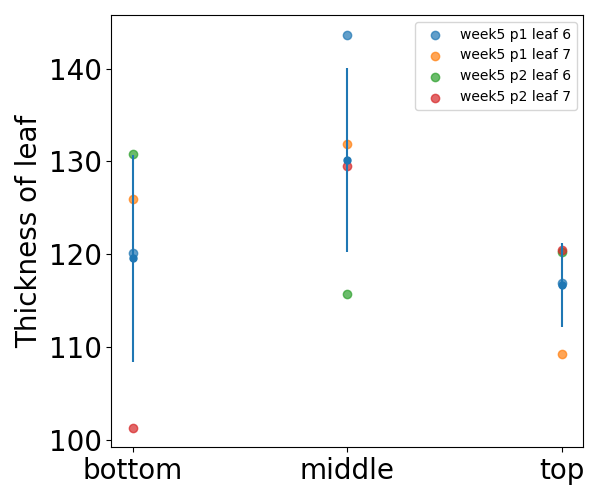 week5 p1 leaf 6
week5 p1 leaf 7
week5 p2 leaf 6
week5 p2 leaf 7
Thickness of leaf
140
130
120
110
100
bottom middle top